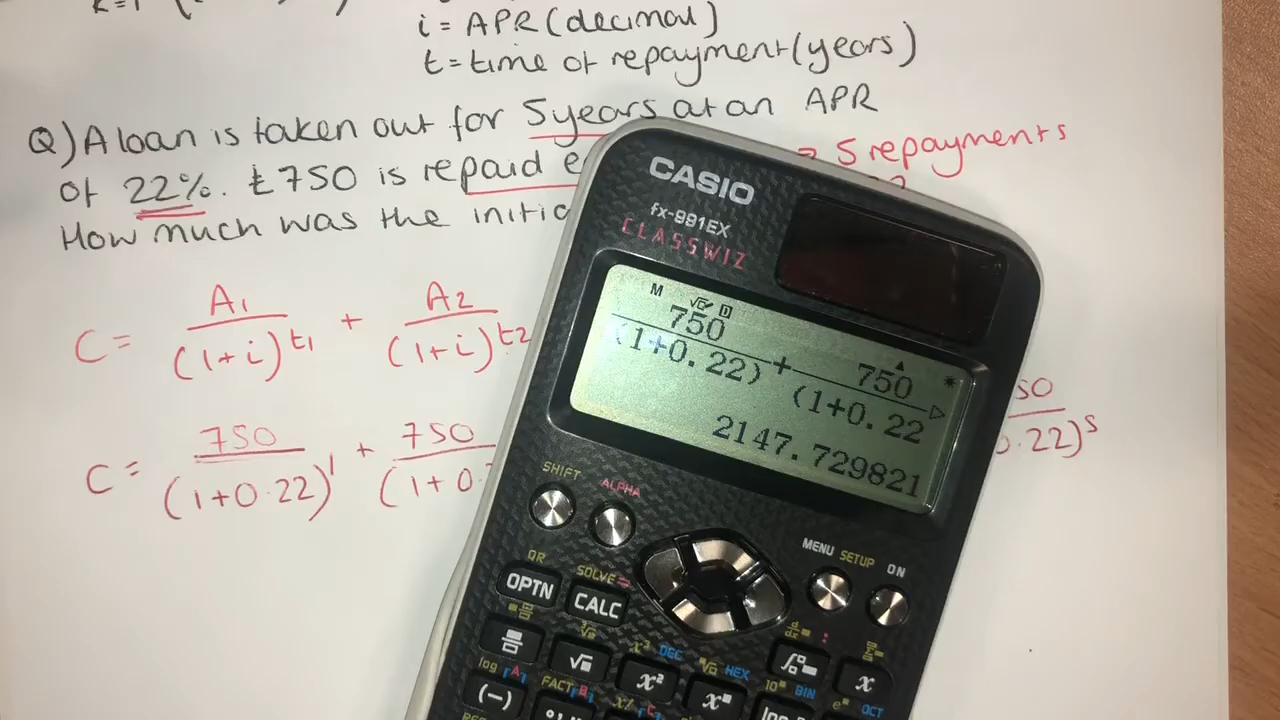 i = APR (decimal)
t = time of repayment (years)
Q) A loan is taken out for 5 years at an APR
of 22%. £750 is repaid
5 repayments
How much was the
C = A1/(1+i)^t1 + A2/(1+i)^t2
C = 750/(1+0.22)^1 + 750/(1+0.
.22)^5
CASIO
fx-991EX
CLASSWIZ
M
750/(1+0.22) + 750/(1+0.22
2147.729821
SHIFT ALPHA MENU SETUP ON
QR SOLVE =
OPTN CALC
x³ DEC HEX 10■ BIN e■ OCT
√■ x² x■ x
log [A] FACT [B]
(−)